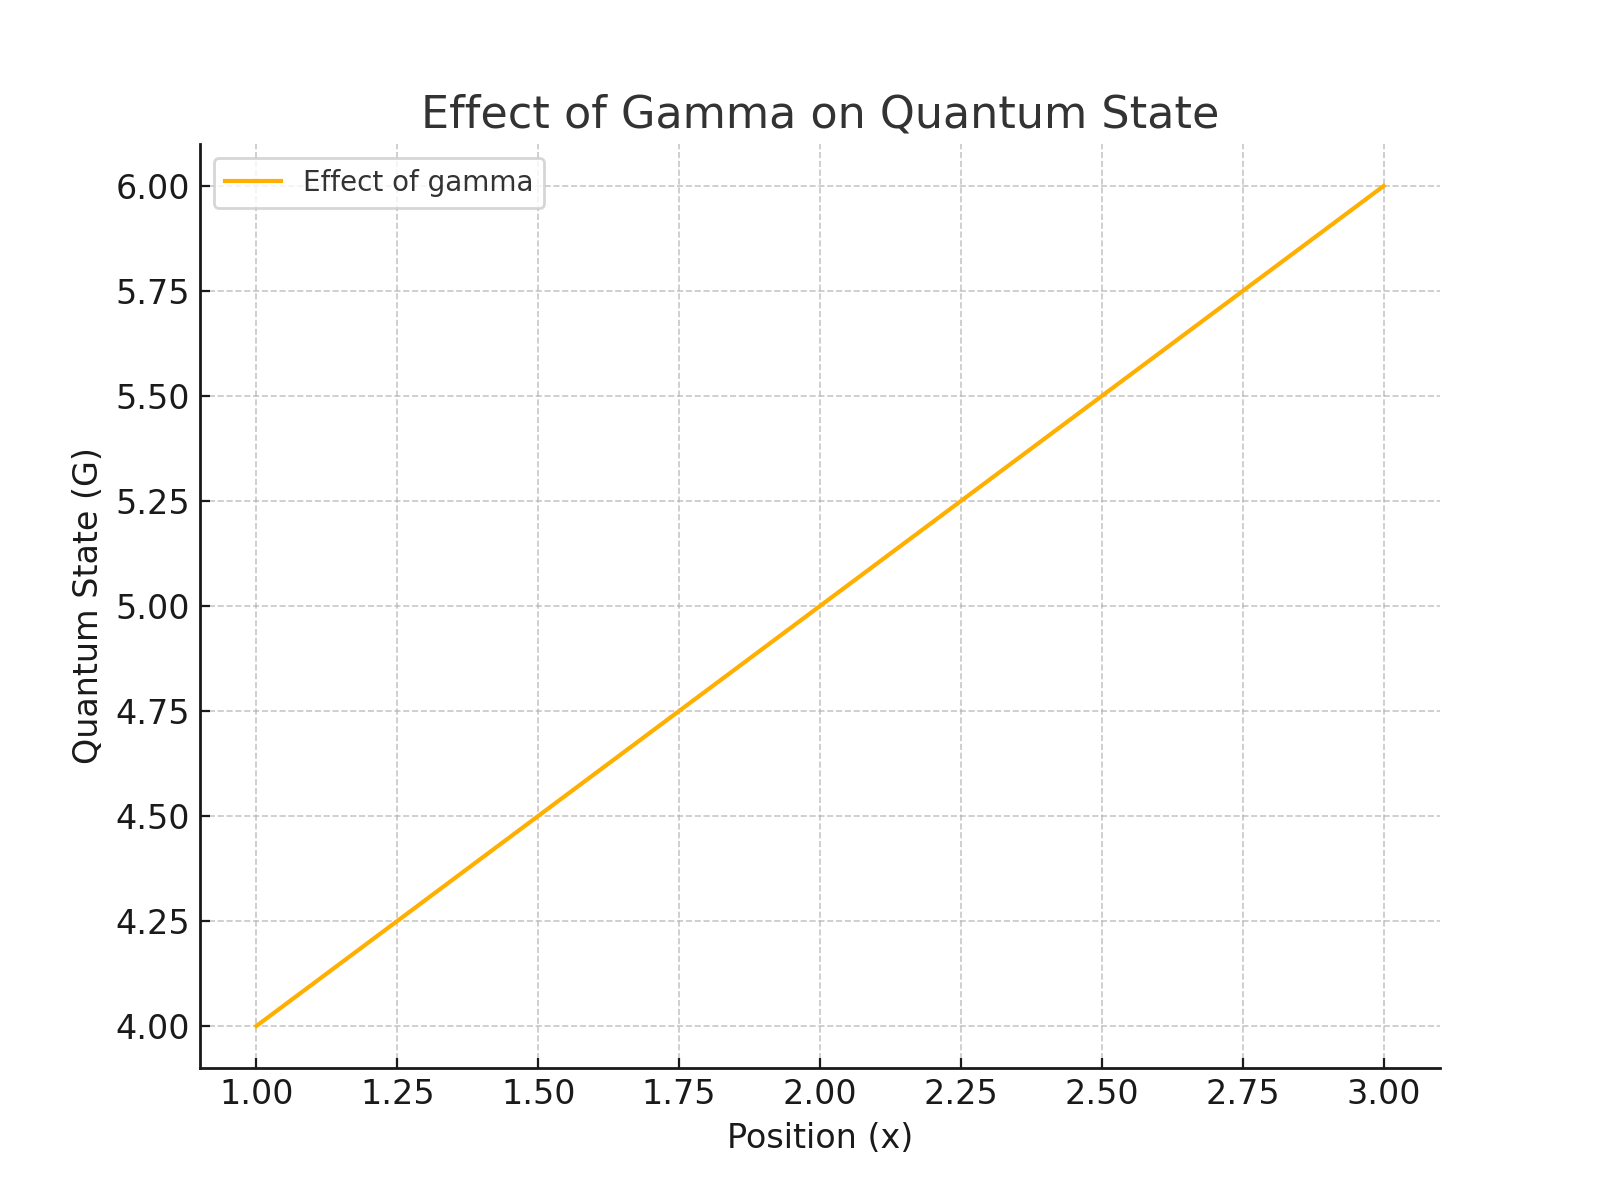 Effect of Gamma on Quantum State
Effect of gamma
6.00
5.75
5.50
5.25
5.00
4.75
4.50
4.25
4.00
Quantum State (G)
1.00 1.25 1.50 1.75 2.00 2.25 2.50 2.75 3.00
Position (x)